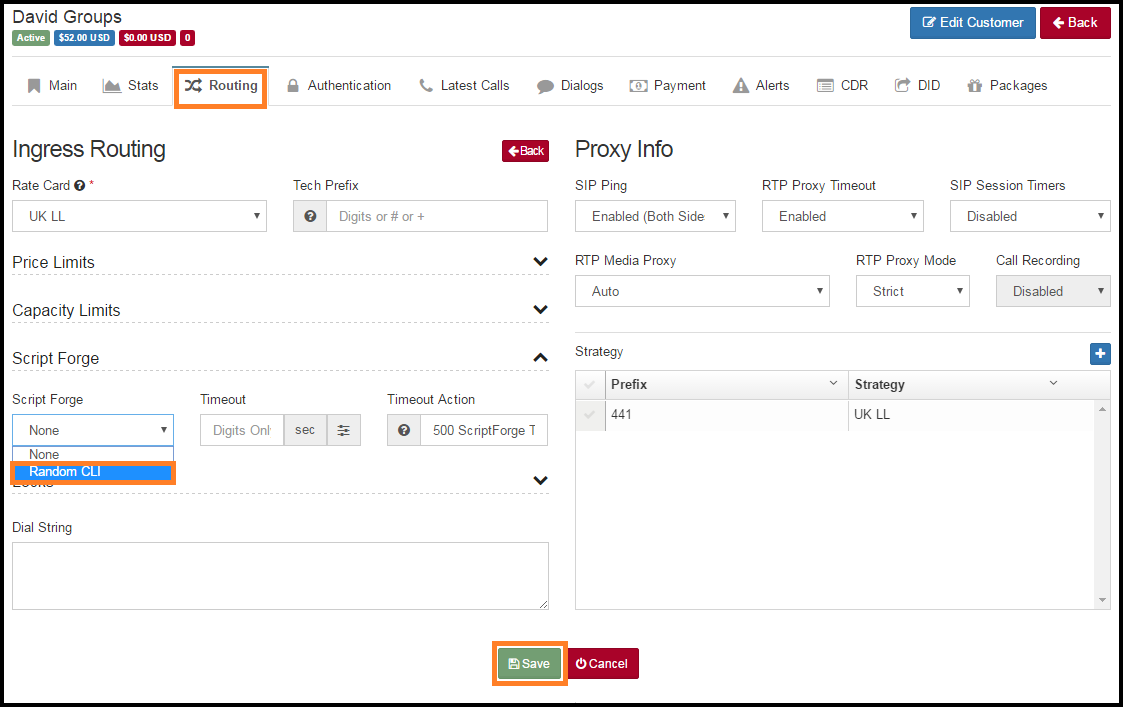 David Groups
Edit Customer
Back
Active
$52.00 USD
$0.00 USD
0
Main
Stats
Routing
Authentication
Latest Calls
Dialogs
Payment
Alerts
CDR
DID
Packages
Ingress Routing
Back
Rate Card ? *
Tech Prefix
UK LL
? Digits or # or +
Price Limits
Capacity Limits
Script Forge
Script Forge
Timeout
Timeout Action
None
Digits Onl
sec
? 500 ScriptForge T
None
Random CLI
Dial String
Proxy Info
SIP Ping
RTP Proxy Timeout
SIP Session Timers
Enabled (Both Side
Enabled
Disabled
RTP Media Proxy
RTP Proxy Mode
Call Recording
Auto
Strict
Disabled
Strategy
Prefix
Strategy
441
UK LL
Save
Cancel